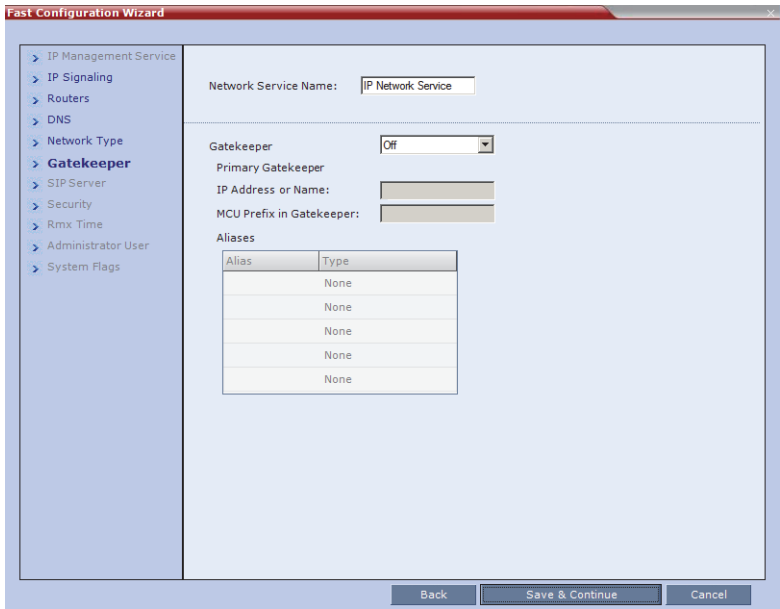 Fast Configuration Wizard
IP Management Service
IP Signaling
Routers
DNS
Network Type
Gatekeeper
SIP Server
Security
Rmx Time
Administrator User
System Flags
Network Service Name: IP Network Service
Gatekeeper Off
Primary Gatekeeper
IP Address or Name:
MCU Prefix in Gatekeeper:
Aliases
Alias Type
None
None
None
None
None
Back Save & Continue Cancel